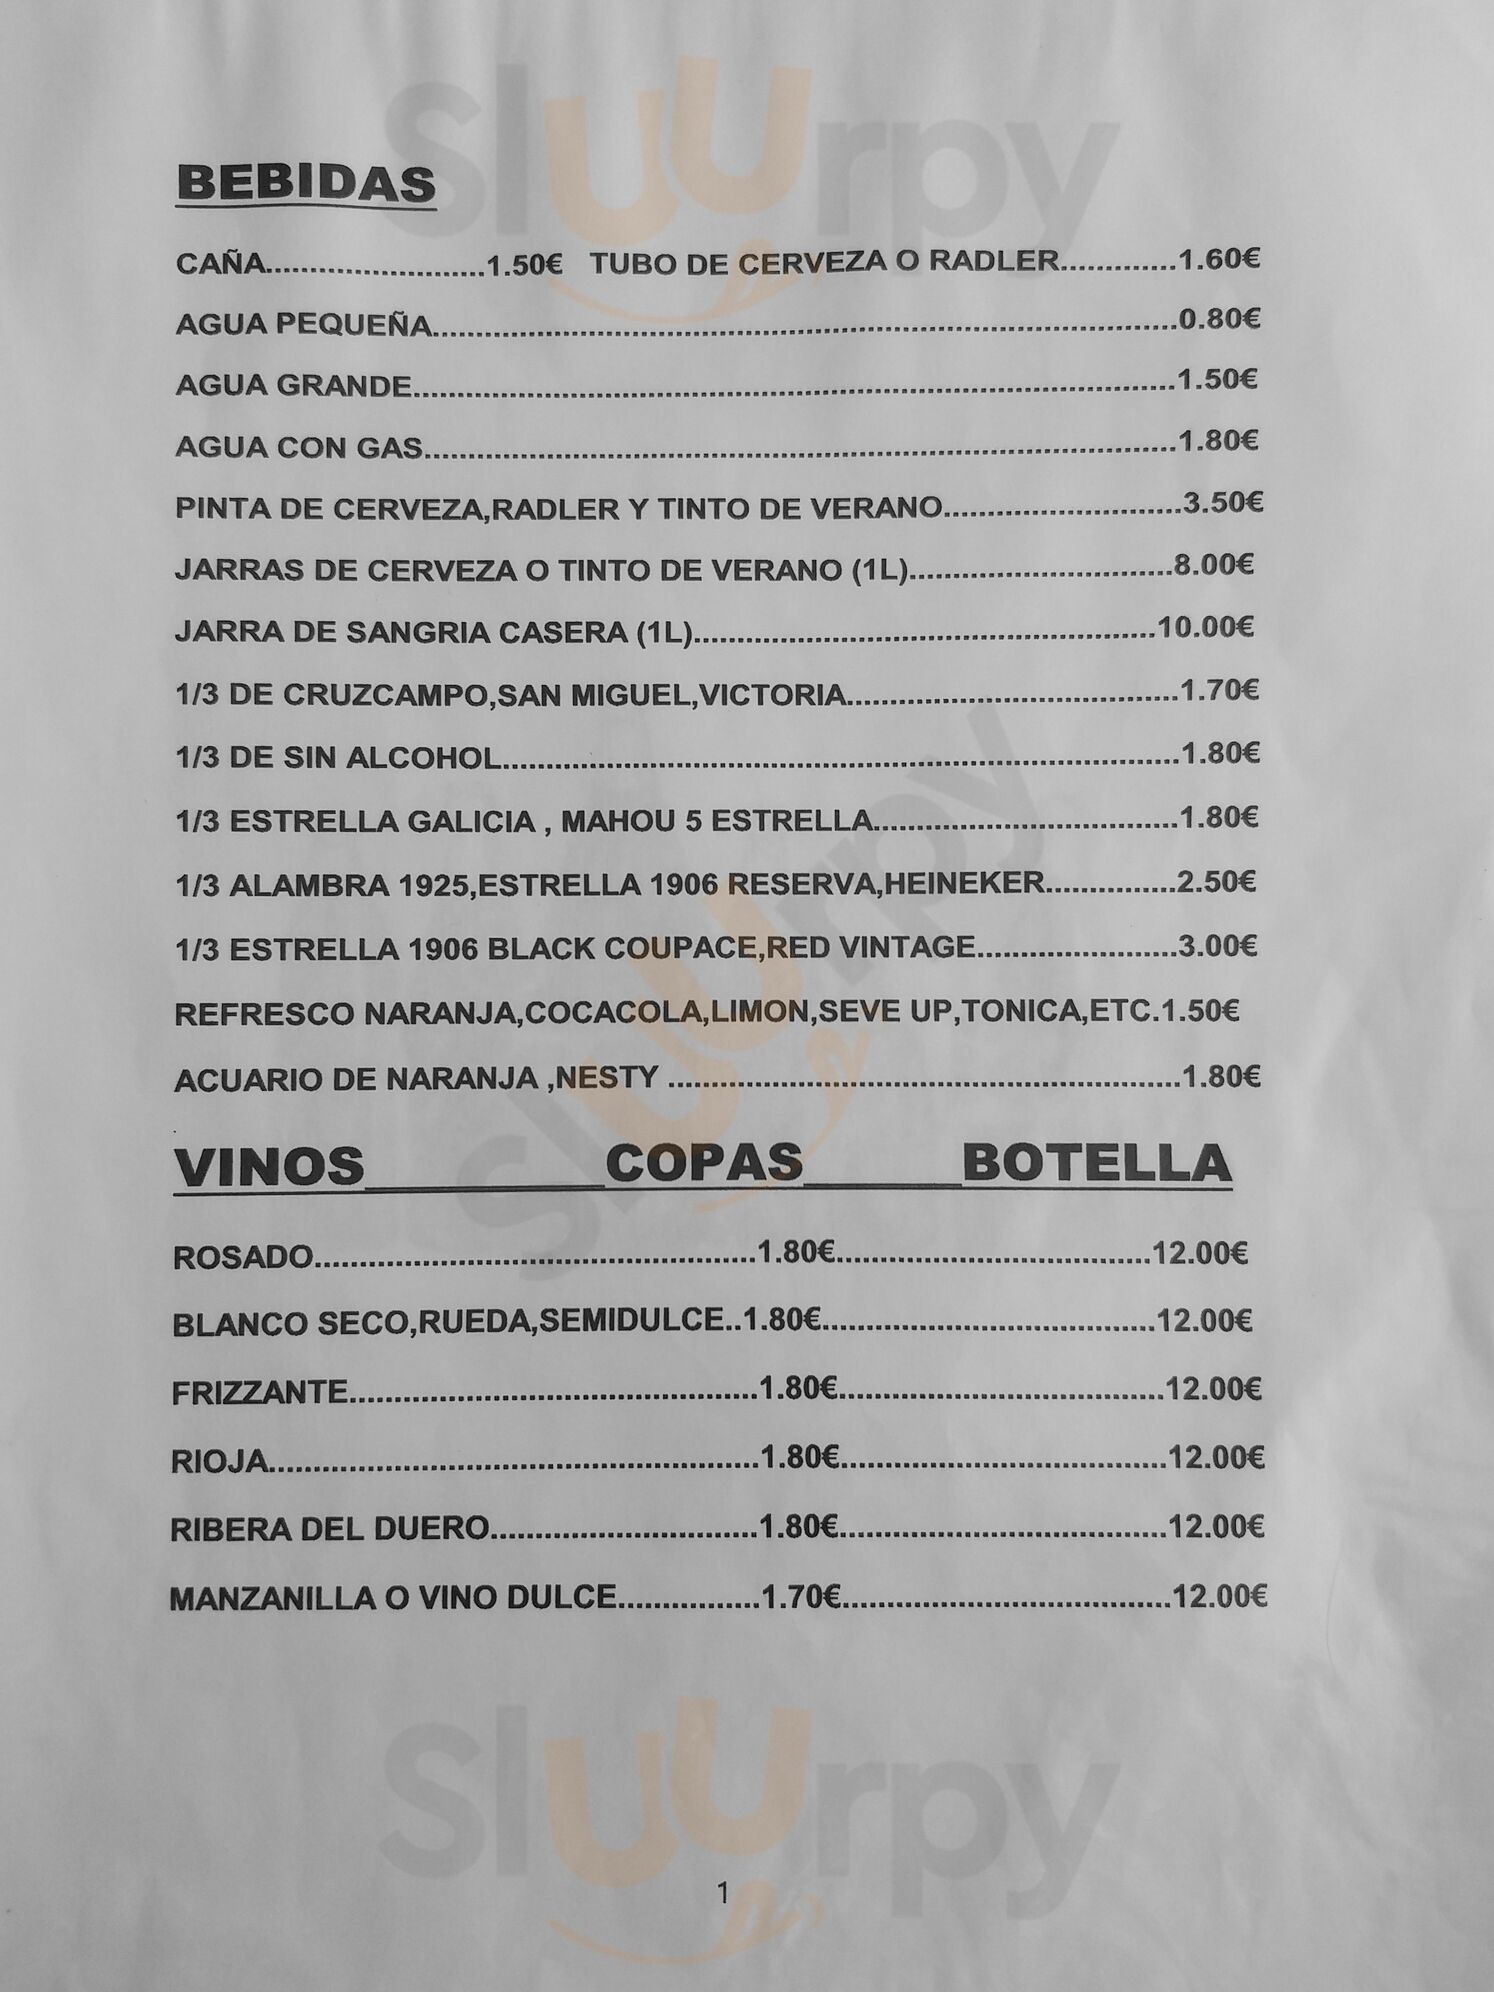 BEBIDAS
CAÑA........................1.50€ TUBO DE CERVEZA O RADLER.............1.60€
AGUA PEQUEÑA....................................................................................0.80€
AGUA GRANDE......................................................................................1.50€
AGUA CON GAS.....................................................................................1.80€
PINTA DE CERVEZA,RADLER Y TINTO DE VERANO...........................3.50€
JARRAS DE CERVEZA O TINTO DE VERANO (1L)..............................8.00€
JARRA DE SANGRIA CASERA (1L)....................................................10.00€
1/3 DE CRUZCAMPO,SAN MIGUEL,VICTORIA.....................................1.70€
1/3 DE SIN ALCOHOL............................................................................1.80€
1/3 ESTRELLA GALICIA , MAHOU 5 ESTRELLA..................................1.80€
1/3 ALAMBRA 1925,ESTRELLA 1906 RESERVA,HEINEKER...............2.50€
1/3 ESTRELLA 1906 BLACK COUPACE,RED VINTAGE.......................3.00€
REFRESCO NARANJA,COCACOLA,LIMON,SEVE UP,TONICA,ETC.1.50€
ACUARIO DE NARANJA ,NESTY ..........................................................1.80€
VINOS__________COPAS______BOTELLA
ROSADO..................................................1.80€...................................12.00€
BLANCO SECO,RUEDA,SEMIDULCE..1.80€.....................................12.00€
FRIZZANTE..............................................1.80€....................................12.00€
RIOJA.......................................................1.80€....................................12.00€
RIBERA DEL DUERO..............................1.80€....................................12.00€
MANZANILLA O VINO DULCE................1.70€....................................12.00€
1
Sluurpy
Sluurpy
Sluurpy